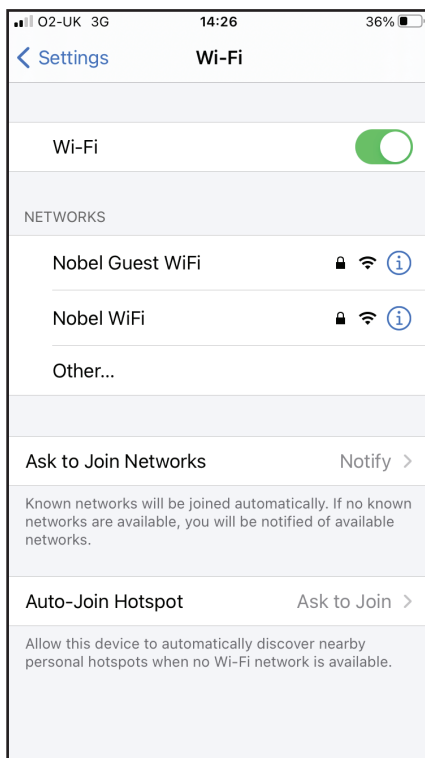 O2-UK 3G 14:26 36%
Settings Wi-Fi
Wi-Fi
NETWORKS
Nobel Guest WiFi
Nobel WiFi
Other...
Ask to Join Networks Notify
Known networks will be joined automatically. If no known
networks are available, you will be notified of available
networks.
Auto-Join Hotspot Ask to Join
Allow this device to automatically discover nearby
personal hotspots when no Wi-Fi network is available.